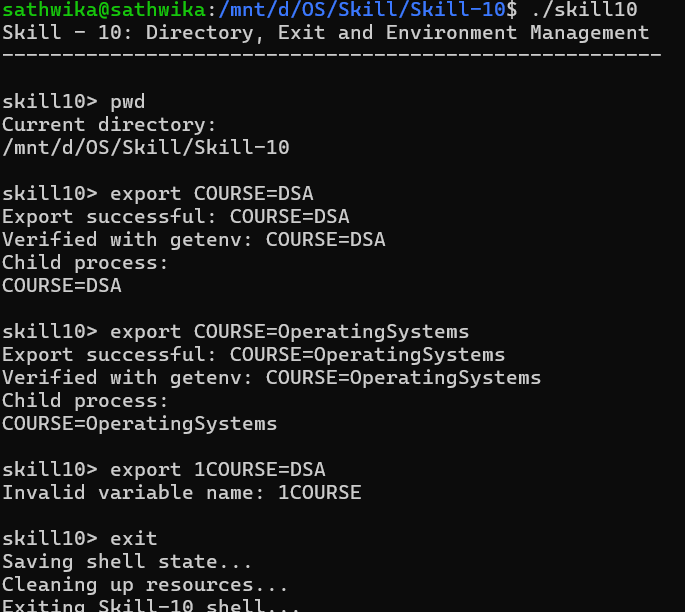 sathwika@sathwika:/mnt/d/OS/Skill/Skill-10$ ./skill10
Skill - 10: Directory, Exit and Environment Management
-------------------------------------------------------
skill10> pwd
Current directory:
/mnt/d/OS/Skill/Skill-10
skill10> export COURSE=DSA
Export successful: COURSE=DSA
Verified with getenv: COURSE=DSA
Child process:
COURSE=DSA
skill10> export COURSE=OperatingSystems
Export successful: COURSE=OperatingSystems
Verified with getenv: COURSE=OperatingSystems
Child process:
COURSE=OperatingSystems
skill10> export 1COURSE=DSA
Invalid variable name: 1COURSE
skill10> exit
Saving shell state...
Cleaning up resources...
Exiting Skill-10 shell...